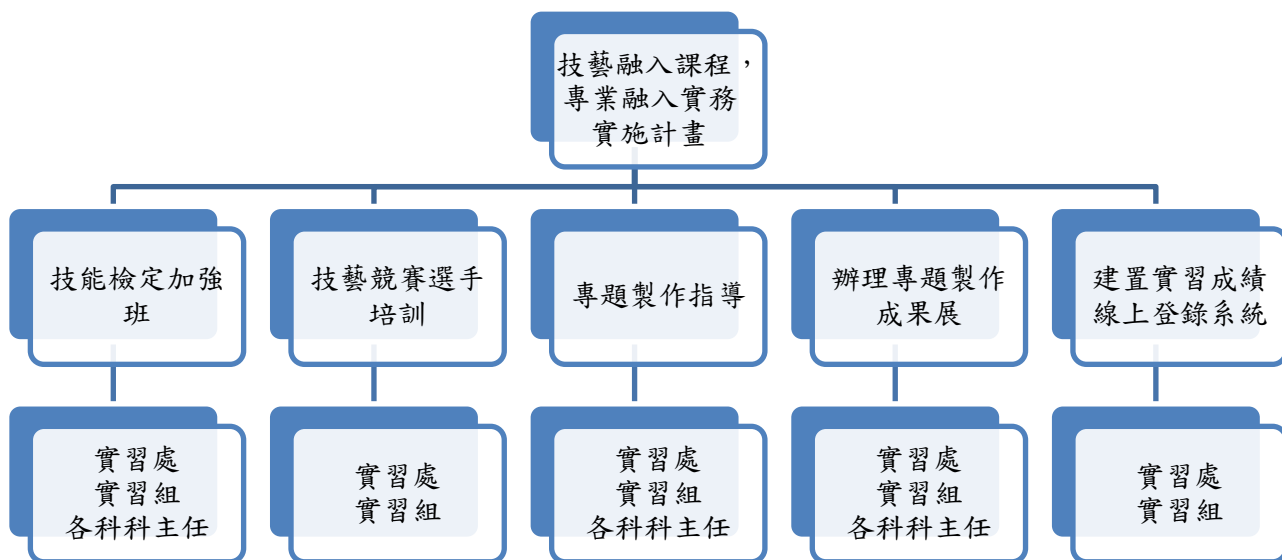 技藝融入課程，
專業融入實務
實施計畫
技能檢定加強
班
技藝競賽選手
培訓
專題製作指導
辦理專題製作
成果展
建置實習成績
線上登錄系統
實習處
實習組
各科科主任
實習處
實習組
實習處
實習組
各科科主任
實習處
實習組
各科科主任
實習處
實習組